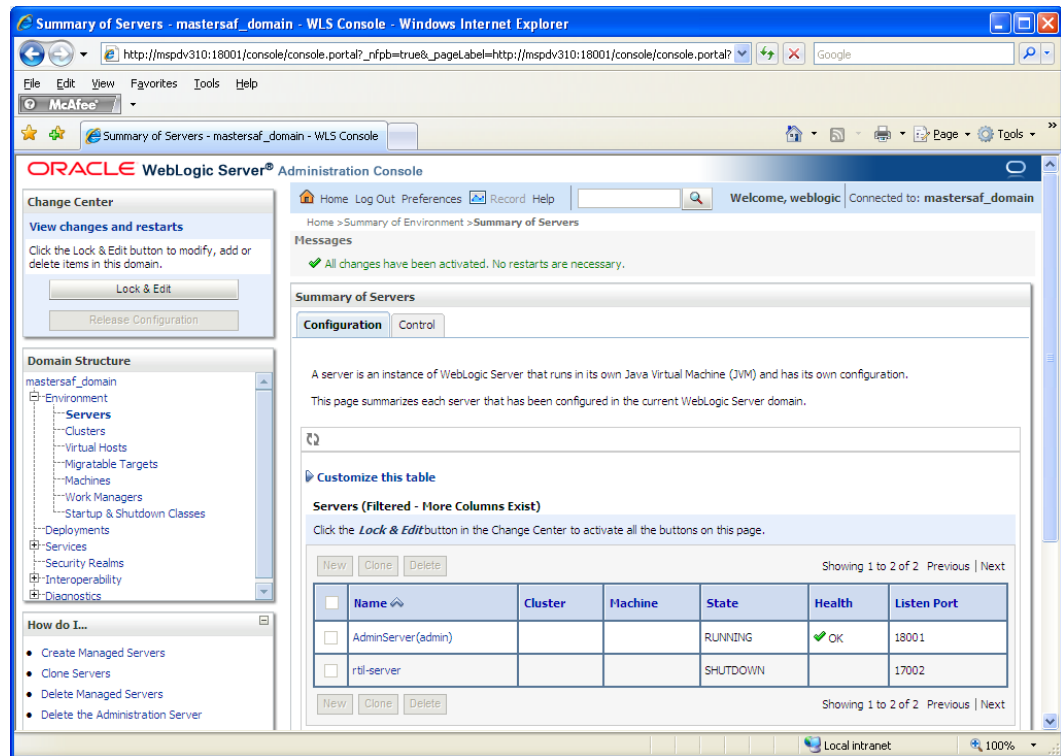 Summary of Servers - mastersaf_domain - WLS Console - Windows Internet Explorer
http://mspdv310:18001/console/console.portal?_nfpb=true&_pageLabel=http://mspdv310:18001/console/console.portal?
Google
File Edit View Favorites Tools Help
McAfee
Summary of Servers - mastersaf_domain - WLS Console
Page Tools »
ORACLE WebLogic Server® Administration Console
Change Center
View changes and restarts
Click the Lock & Edit button to modify, add or
delete items in this domain.
Lock & Edit
Release Configuration
Domain Structure
mastersaf_domain
Environment
Servers
Clusters
Virtual Hosts
Migratable Targets
Machines
Work Managers
Startup & Shutdown Classes
Deployments
Services
Security Realms
Interoperability
Diagnostics
How do I...
Create Managed Servers
Clone Servers
Delete Managed Servers
Delete the Administration Server
Home Log Out Preferences Record Help
Welcome, weblogic Connected to: mastersaf_domain
Home >Summary of Environment >Summary of Servers
Messages
All changes have been activated. No restarts are necessary.
Summary of Servers
Configuration Control
A server is an instance of WebLogic Server that runs in its own Java Virtual Machine (JVM) and has its own configuration.
This page summarizes each server that has been configured in the current WebLogic Server domain.
Customize this table
Servers (Filtered - More Columns Exist)
Click the Lock & Edit button in the Change Center to activate all the buttons on this page.
New Clone Delete Showing 1 to 2 of 2 Previous | Next
Name Cluster Machine State Health Listen Port
AdminServer(admin) RUNNING OK 18001
rtil-server SHUTDOWN 17002
New Clone Delete Showing 1 to 2 of 2 Previous | Next
Local intranet 100%